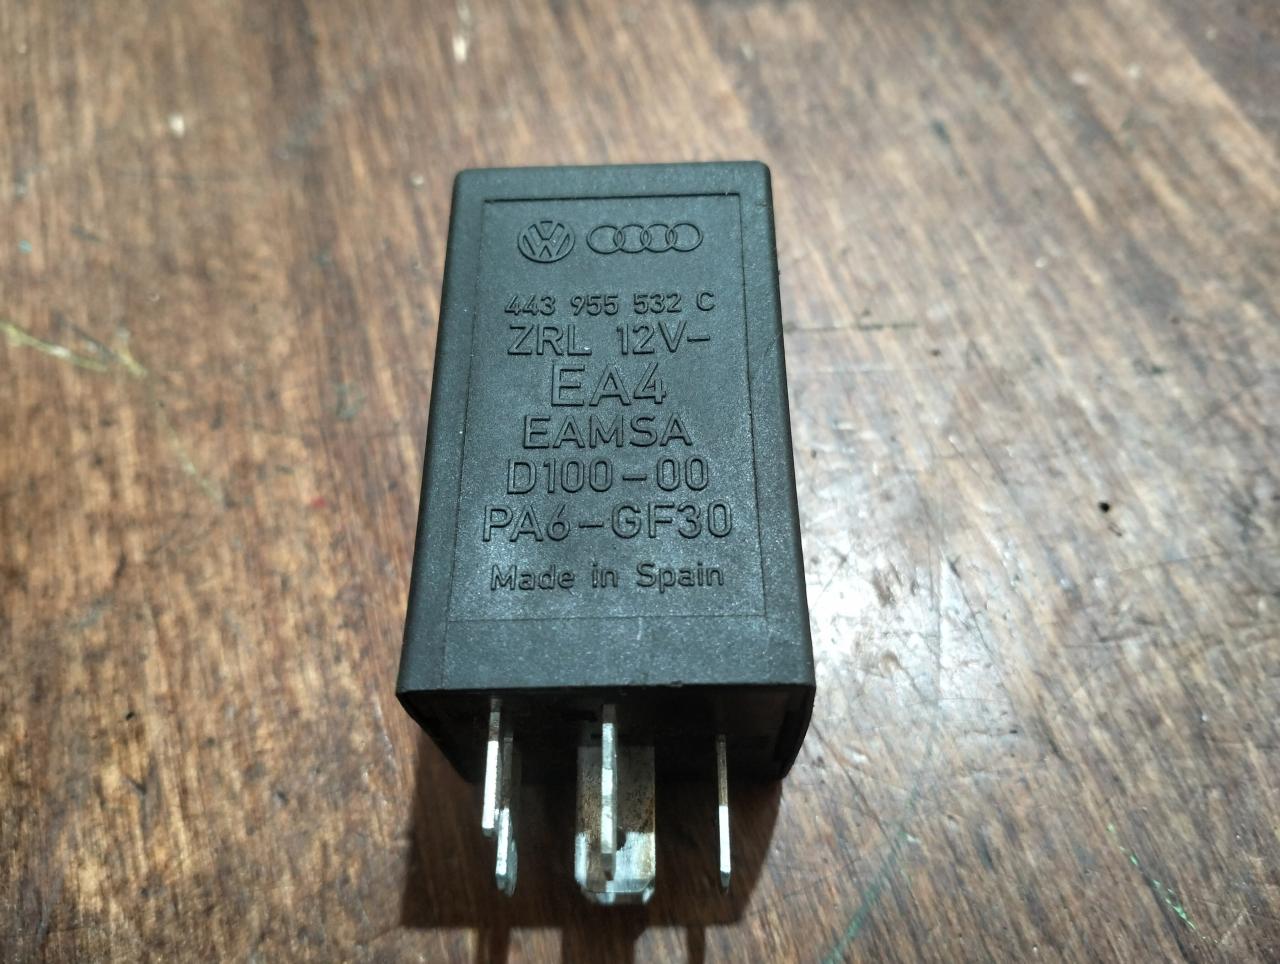 443 955 532 C
ZRL 12V-
EA4
EAMSA
D100-00
PA6-GF30
Made in Spain